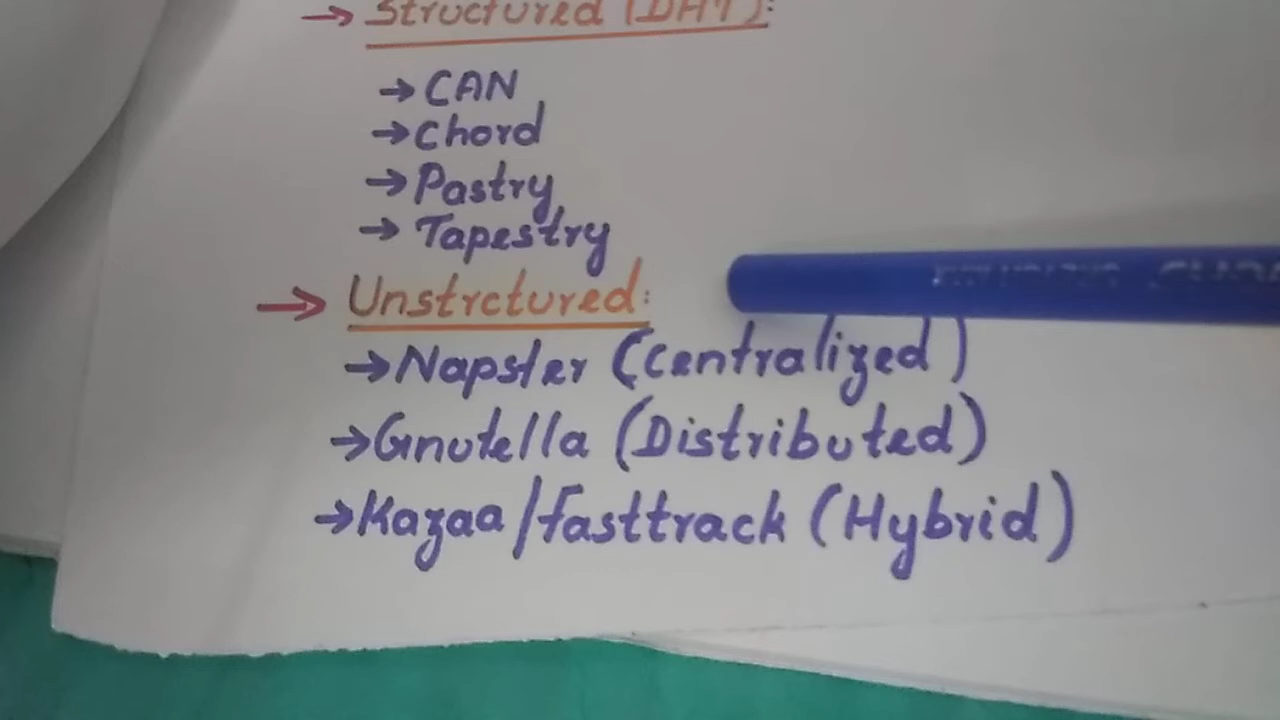 → Structured (DHT):
→ CAN
→ Chord
→ Pastry
→ Tapestry
→ Unstrctured:
→ Napster (Centralized)
→ Gnutella (Distributed)
→ Kazaa/fasttrack (Hybrid)